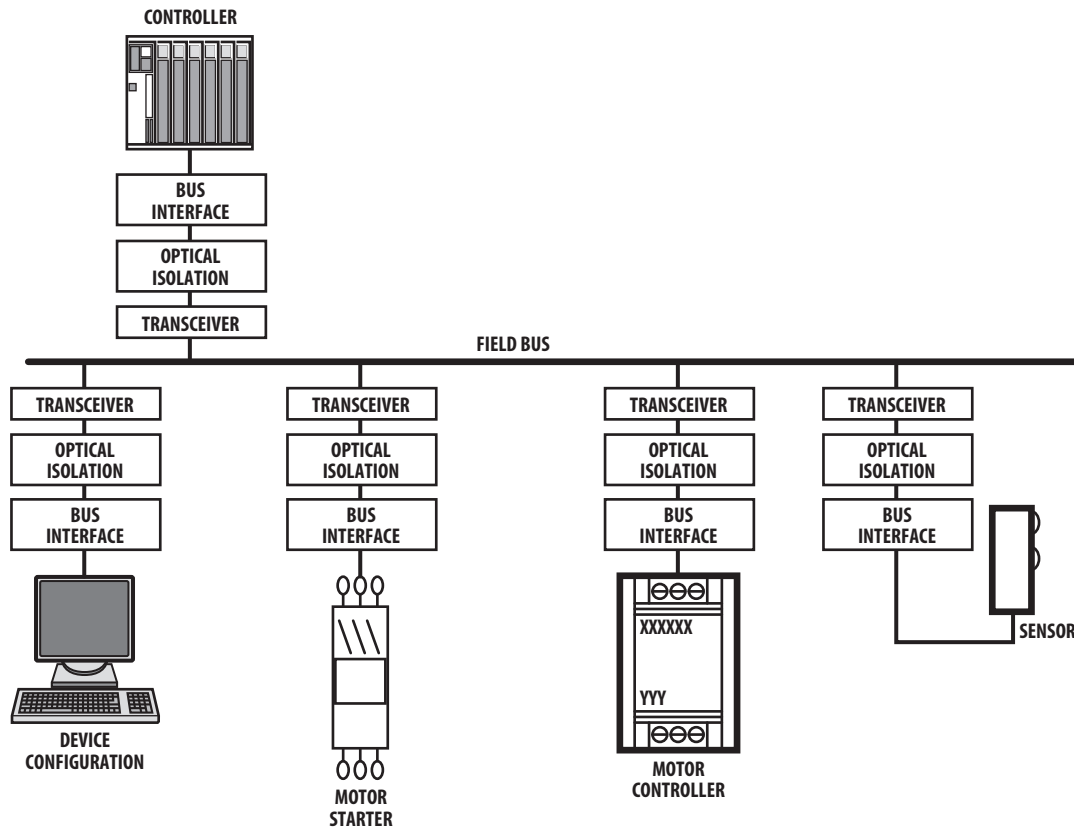 CONTROLLER
BUS
INTERFACE
OPTICAL
ISOLATION
TRANSCEIVER
FIELD BUS
TRANSCEIVER
OPTICAL
ISOLATION
BUS
INTERFACE
DEVICE
CONFIGURATION
TRANSCEIVER
OPTICAL
ISOLATION
BUS
INTERFACE
MOTOR
STARTER
TRANSCEIVER
OPTICAL
ISOLATION
BUS
INTERFACE
XXXXXX
YYY
MOTOR
CONTROLLER
TRANSCEIVER
OPTICAL
ISOLATION
BUS
INTERFACE
SENSOR